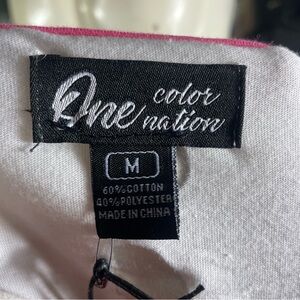 One color
nation
M
60%COTTON
40%POLYESTER
MADE IN CHINA